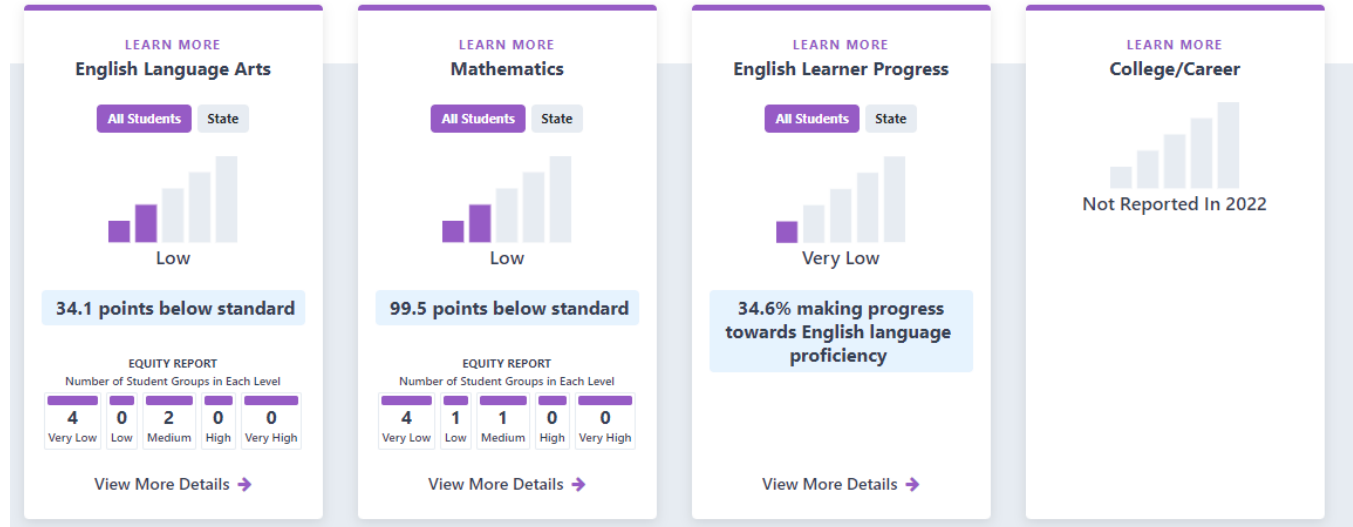 LEARN MORE
English Language Arts
All Students State
Low
34.1 points below standard
EQUITY REPORT
Number of Student Groups in Each Level
4 0 2 0 0
Very Low Low Medium High Very High
View More Details →
LEARN MORE
Mathematics
All Students State
Low
99.5 points below standard
EQUITY REPORT
Number of Student Groups in Each Level
4 1 1 0 0
Very Low Low Medium High Very High
View More Details →
LEARN MORE
English Learner Progress
All Students State
Very Low
34.6% making progress
towards English language
proficiency
View More Details →
LEARN MORE
College/Career
Not Reported In 2022